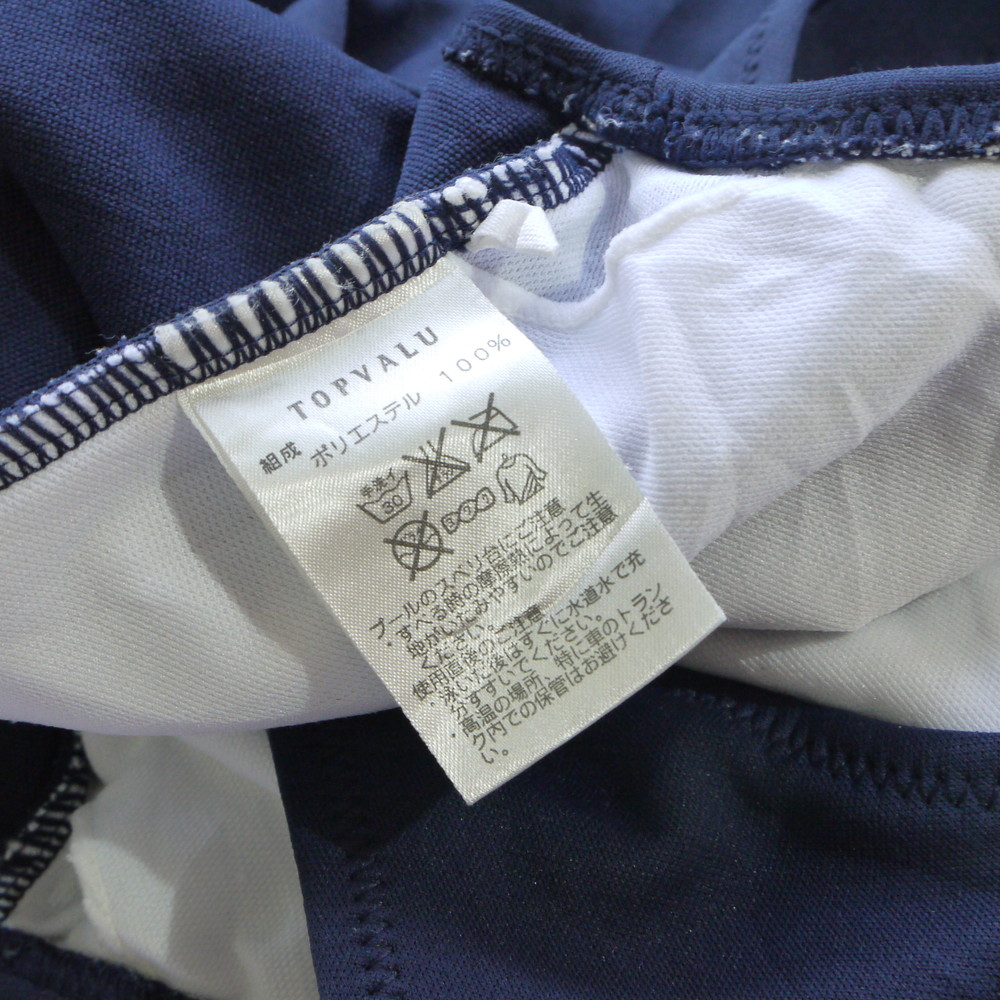 TOPVALU
組成 ポリエステル 100%
手洗イ
30
プールのスベリ台にご注意
すべる時の摩擦熱によって生
地がいたみやすいのでご注意
ください。
使用直後のご注意
・泳いだ後はすぐに水道水で充
分すすいでください。
・高温の場所、特に車のトラン
ク内での保管はお避けくださ
い。